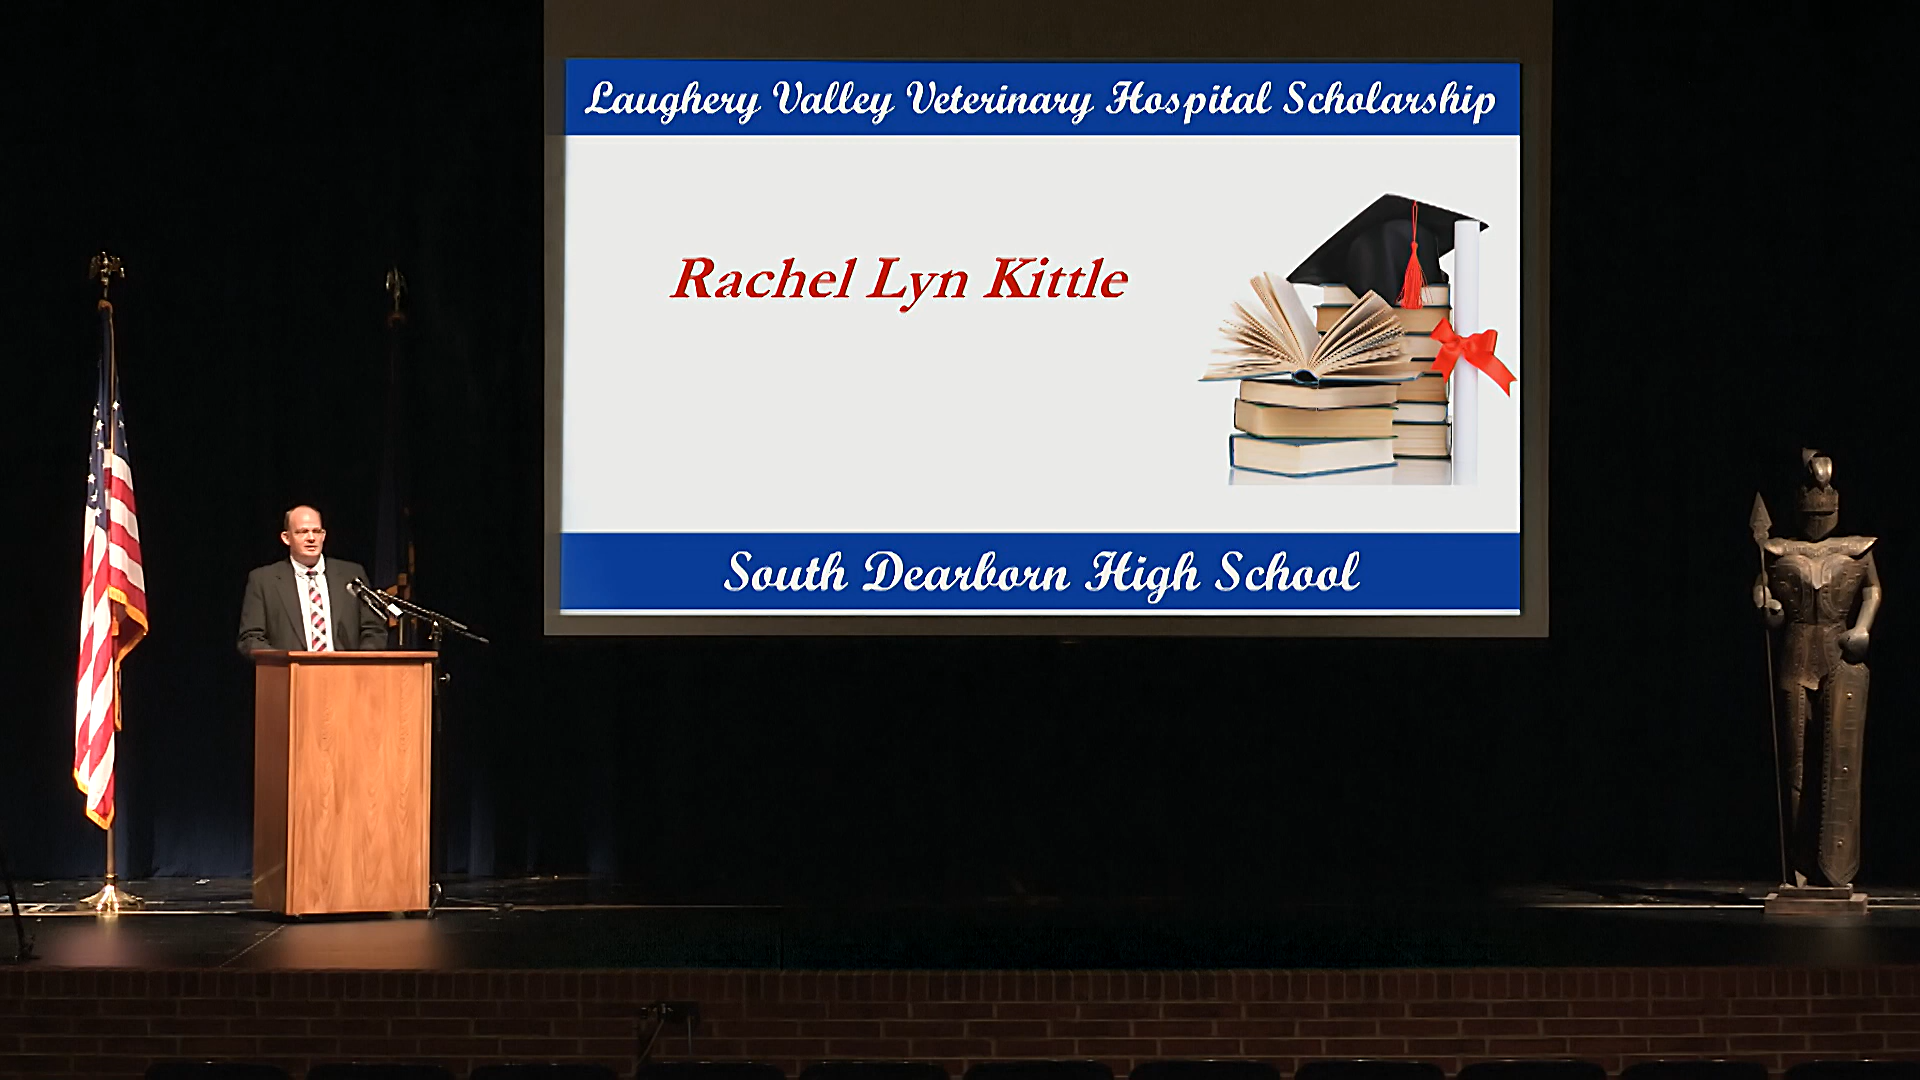 Laughery Valley Veterinary Hospital Scholarship
Rachel Lyn Kittle
South Dearborn High School